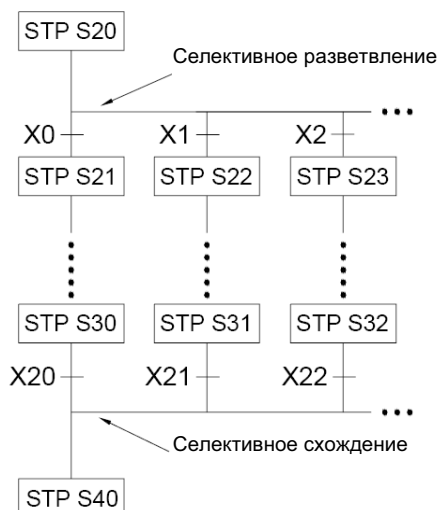 STP S20
Селективное разветвление
X0 X1 X2
STP S21 STP S22 STP S23
STP S30 STP S31 STP S32
X20 X21 X22
Селективное схождение
STP S40